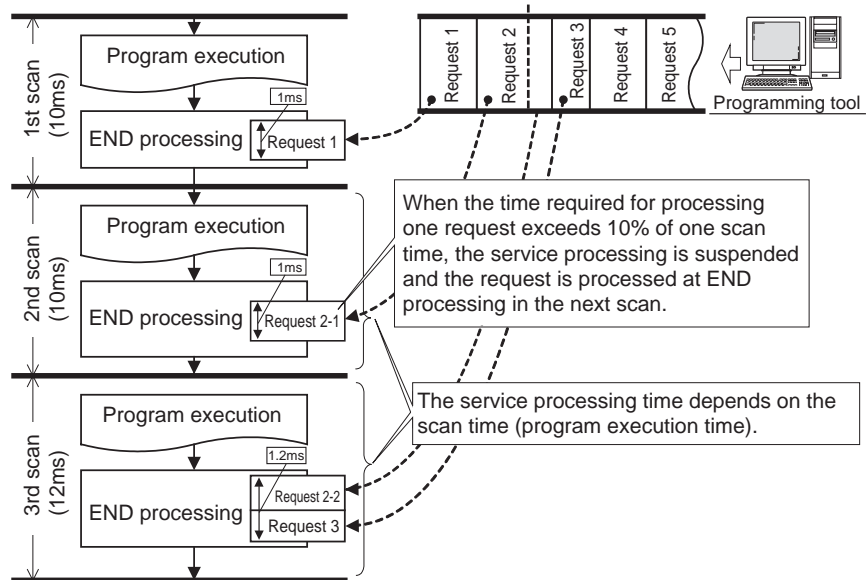 1st scan
(10ms)
Program execution
1ms
END processing
Request 1
Request 1
Request 2
Request 3
Request 4
Request 5
Programming tool
2nd scan
(10ms)
Program execution
1ms
END processing
Request 2-1
When the time required for processing
one request exceeds 10% of one scan
time, the service processing is suspended
and the request is processed at END
processing in the next scan.
3rd scan
(12ms)
Program execution
1.2ms
END processing
Request 2-2
Request 3
The service processing time depends on the
scan time (program execution time).